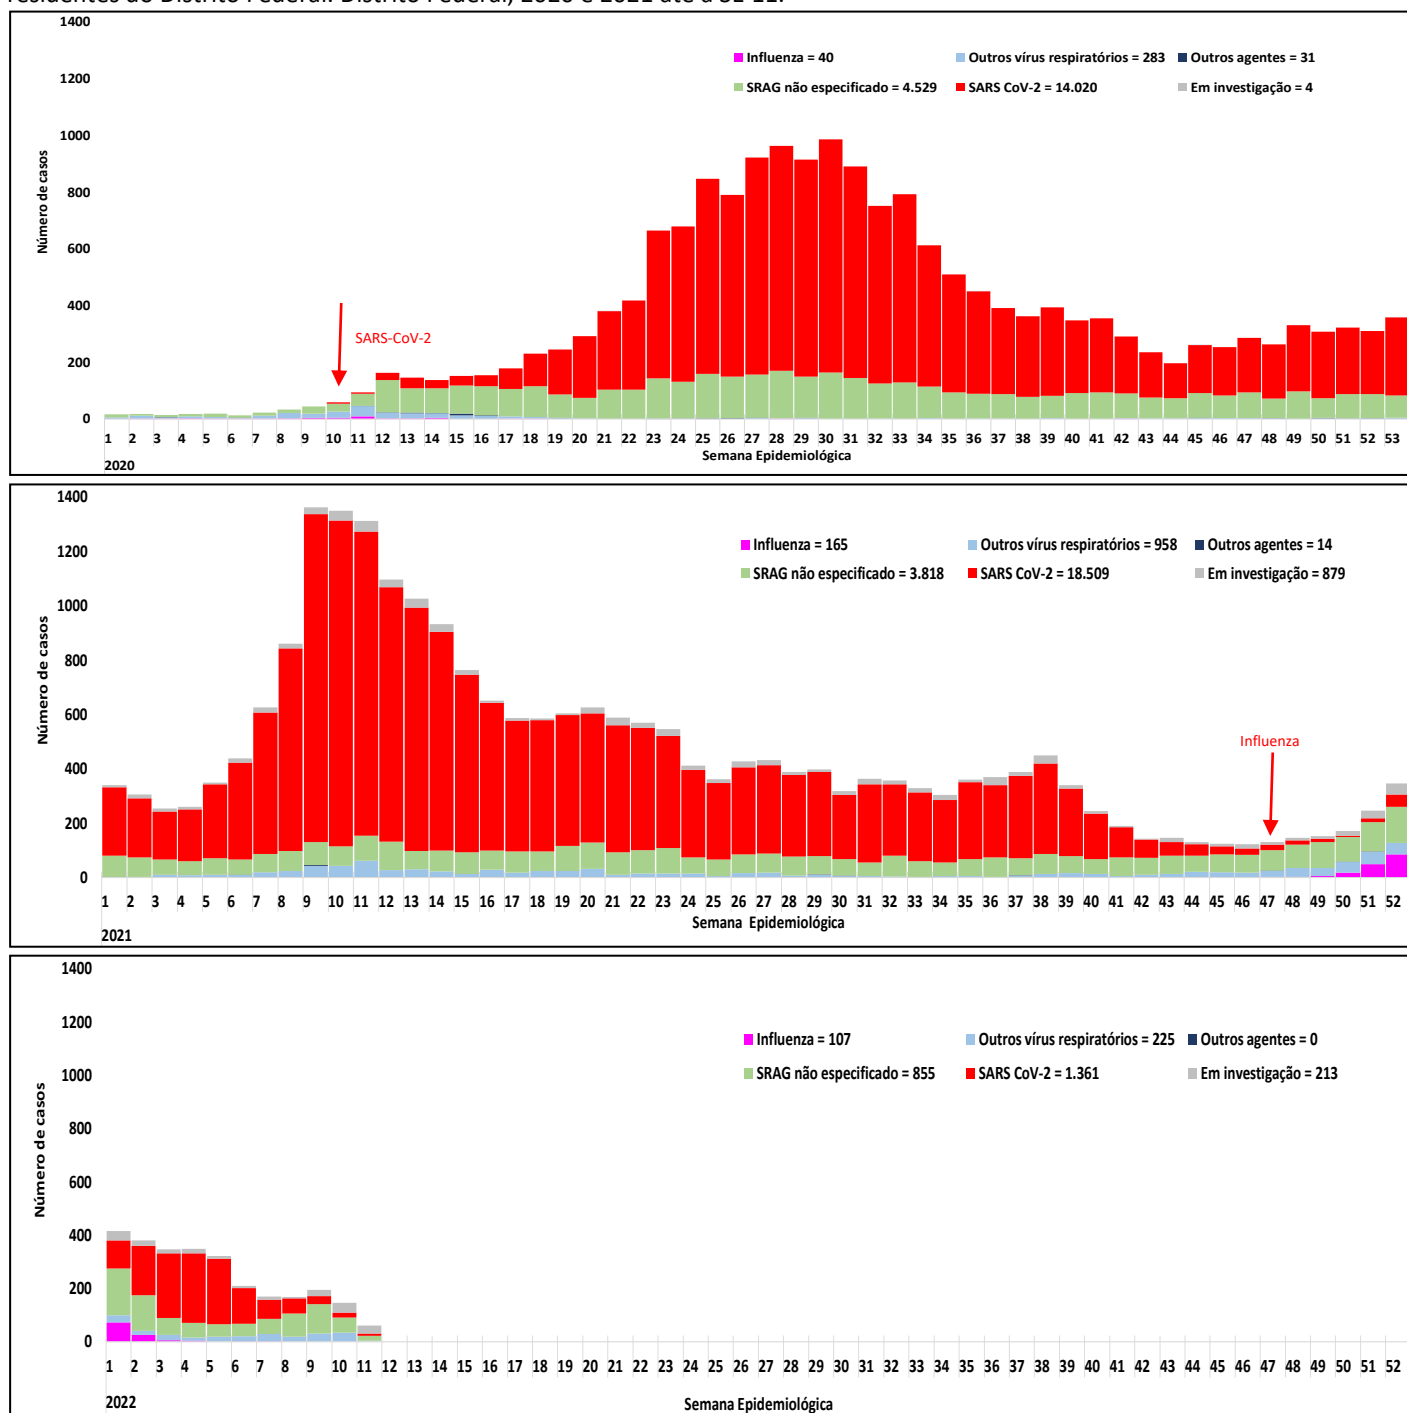 residentes do Distrito Federal. Distrito Federal, 2020 e 2021 até a SE 11.
1400
1200
1000
800
600
400
200
0
Número de casos
Influenza = 40 Outros vírus respiratórios = 283 Outros agentes = 31
SRAG não especificado = 4.529 SARS CoV-2 = 14.020 Em investigação = 4
SARS-CoV-2
1 2 3 4 5 6 7 8 9 10 11 12 13 14 15 16 17 18 19 20 21 22 23 24 25 26 27 28 29 30 31 32 33 34 35 36 37 38 39 40 41 42 43 44 45 46 47 48 49 50 51 52 53
2020
Semana Epidemiológica
1400
1200
1000
800
600
400
200
0
Número de casos
Influenza = 165 Outros vírus respiratórios = 958 Outros agentes = 14
SRAG não especificado = 3.818 SARS CoV-2 = 18.509 Em investigação = 879
Influenza
1 2 3 4 5 6 7 8 9 10 11 12 13 14 15 16 17 18 19 20 21 22 23 24 25 26 27 28 29 30 31 32 33 34 35 36 37 38 39 40 41 42 43 44 45 46 47 48 49 50 51 52
2021
Semana Epidemiológica
1400
1200
1000
800
600
400
200
0
Número de casos
Influenza = 107 Outros vírus respiratórios = 225 Outros agentes = 0
SRAG não especificado = 855 SARS CoV-2 = 1.361 Em investigação = 213
1 2 3 4 5 6 7 8 9 10 11 12 13 14 15 16 17 18 19 20 21 22 23 24 25 26 27 28 29 30 31 32 33 34 35 36 37 38 39 40 41 42 43 44 45 46 47 48 49 50 51 52
2022
Semana Epidemiológica